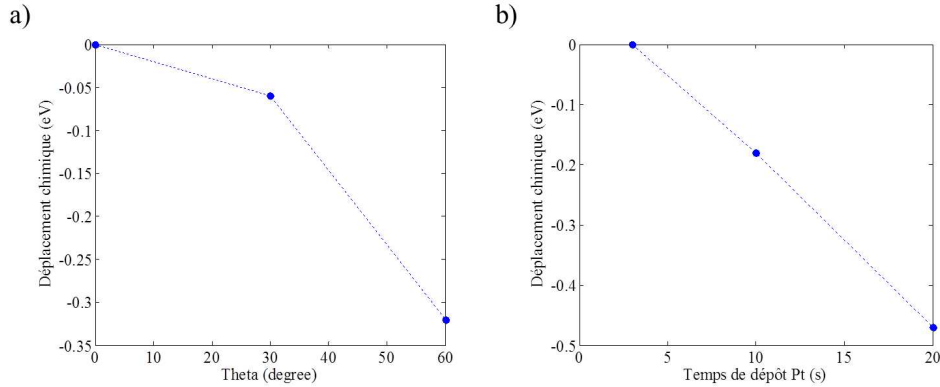 a)
0
-0.05
-0.1
-0.15
-0.2
-0.25
-0.3
-0.35
Déplacement chimique (eV)
0 10 20 30 40 50 60
Theta (degree)
b)
0
-0.1
-0.2
-0.3
-0.4
-0.5
Déplacement chimique (eV)
0 5 10 15 20
Temps de dépôt Pt (s)